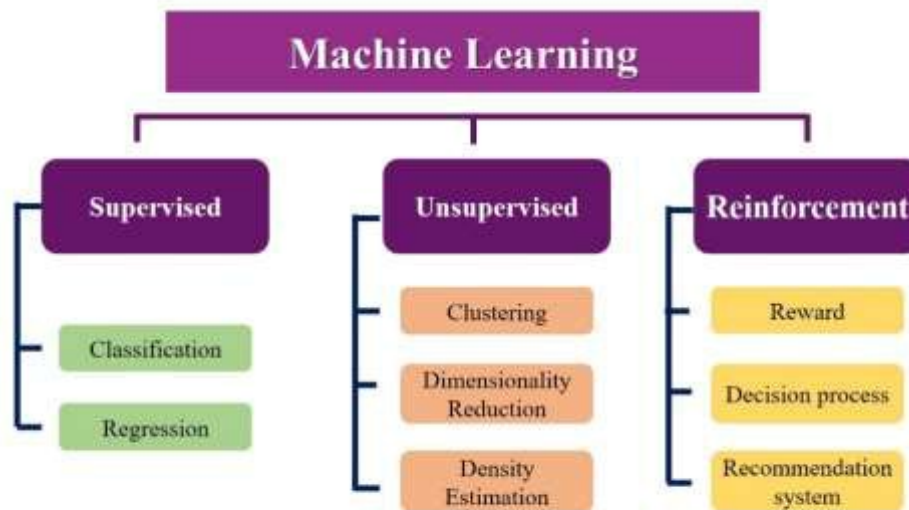 Machine Learning
Supervised
Classification
Regression
Unsupervised
Clustering
Dimensionality
Reduction
Density
Estimation
Reinforcement
Reward
Decision process
Recommendation
system